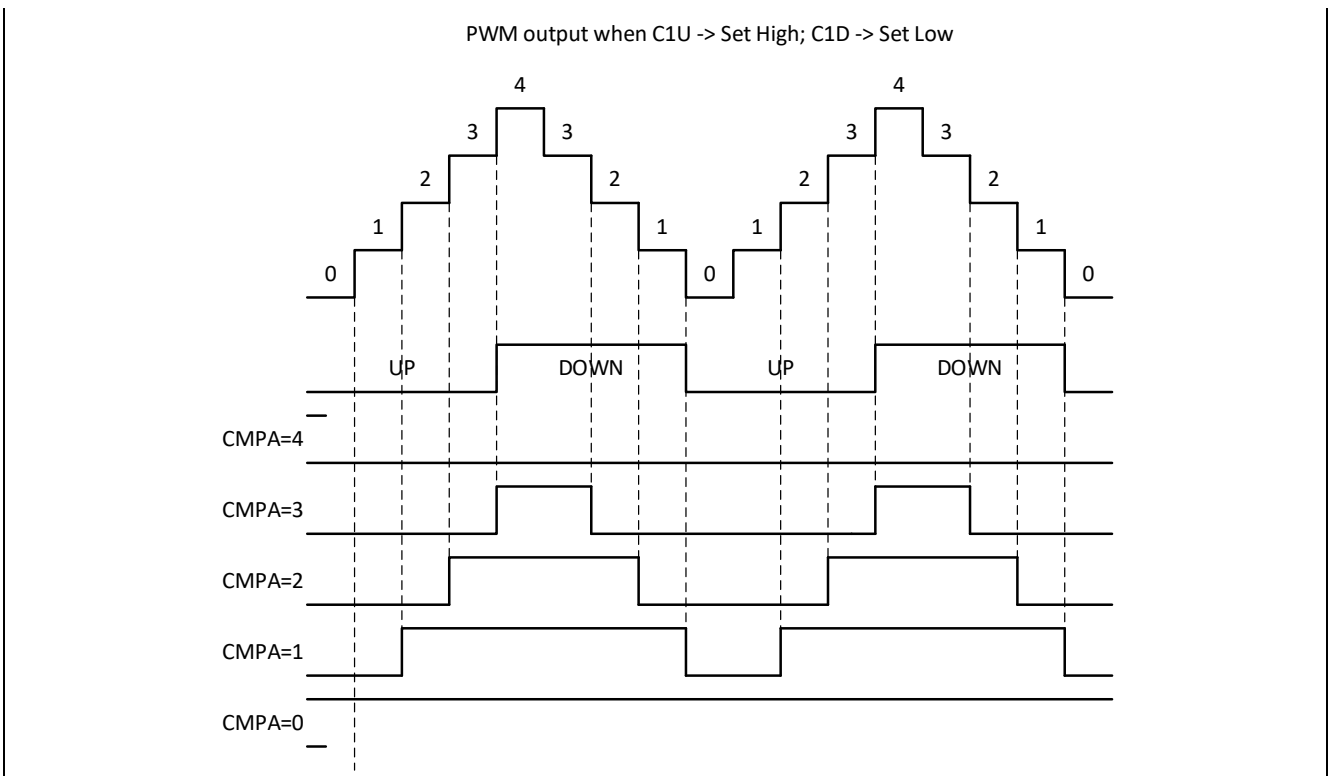 PWM output when C1U -> Set High; C1D -> Set Low
4 4
3 3 3 3
2 2 2 2
1 1 1 1
0 0 0
UP DOWN UP DOWN
CMPA=4
CMPA=3
CMPA=2
CMPA=1
CMPA=0